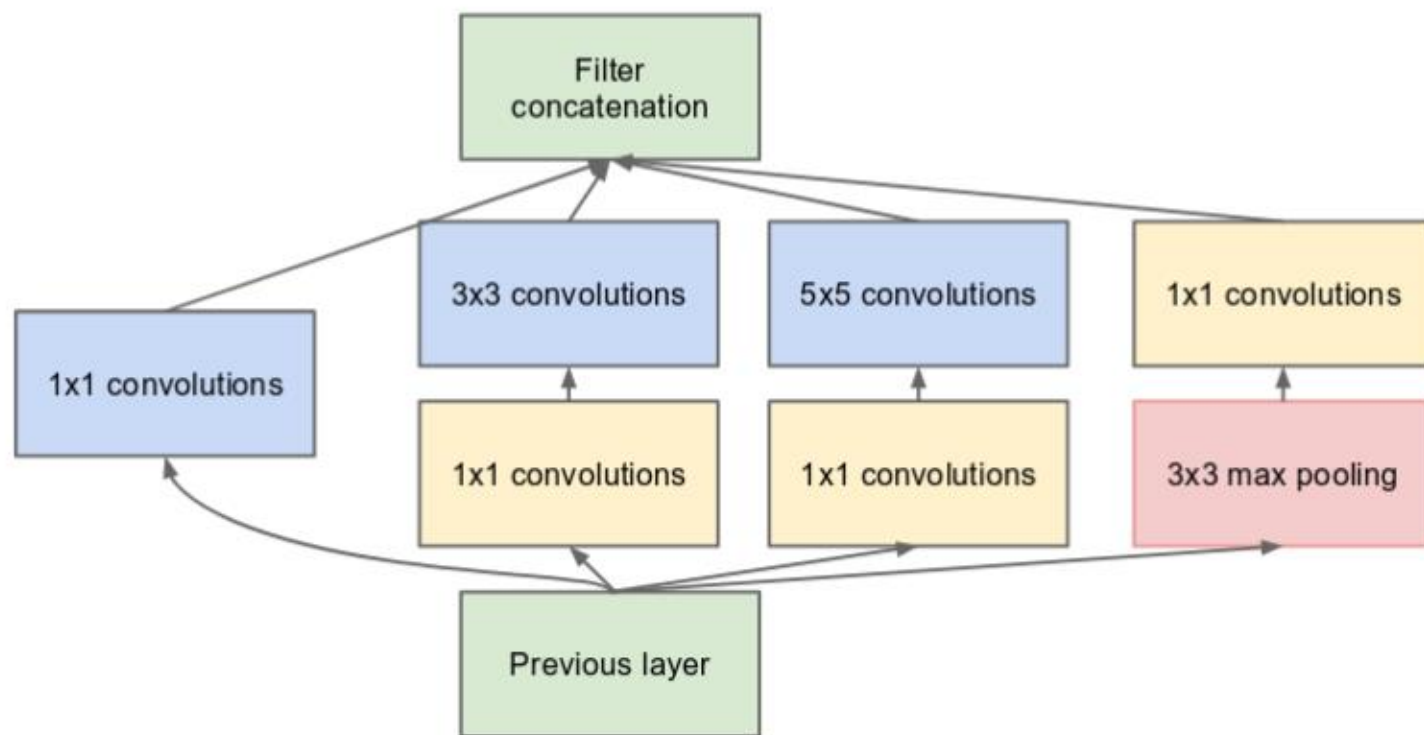 Filter
concatenation
3x3 convolutions
5x5 convolutions
1x1 convolutions
1x1 convolutions
1x1 convolutions
1x1 convolutions
3x3 max pooling
Previous layer